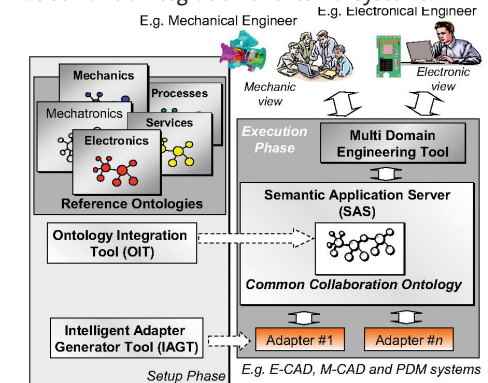 E.g. Mechanical Engineer
E.g. Electronical Engineer
Mechanic
view
Electronic
view
Mechanics
Processes
Mechatronics
Services
Electronics
Reference Ontologies
Ontology Integration
Tool (OIT)
Intelligent Adapter
Generator Tool (IAGT)
Setup Phase
Execution
Phase
Multi Domain
Engineering Tool
Semantic Application Server
(SAS)
Common Collaboration Ontology
Adapter #1
Adapter #n
E.g. E-CAD, M-CAD and PDM systems